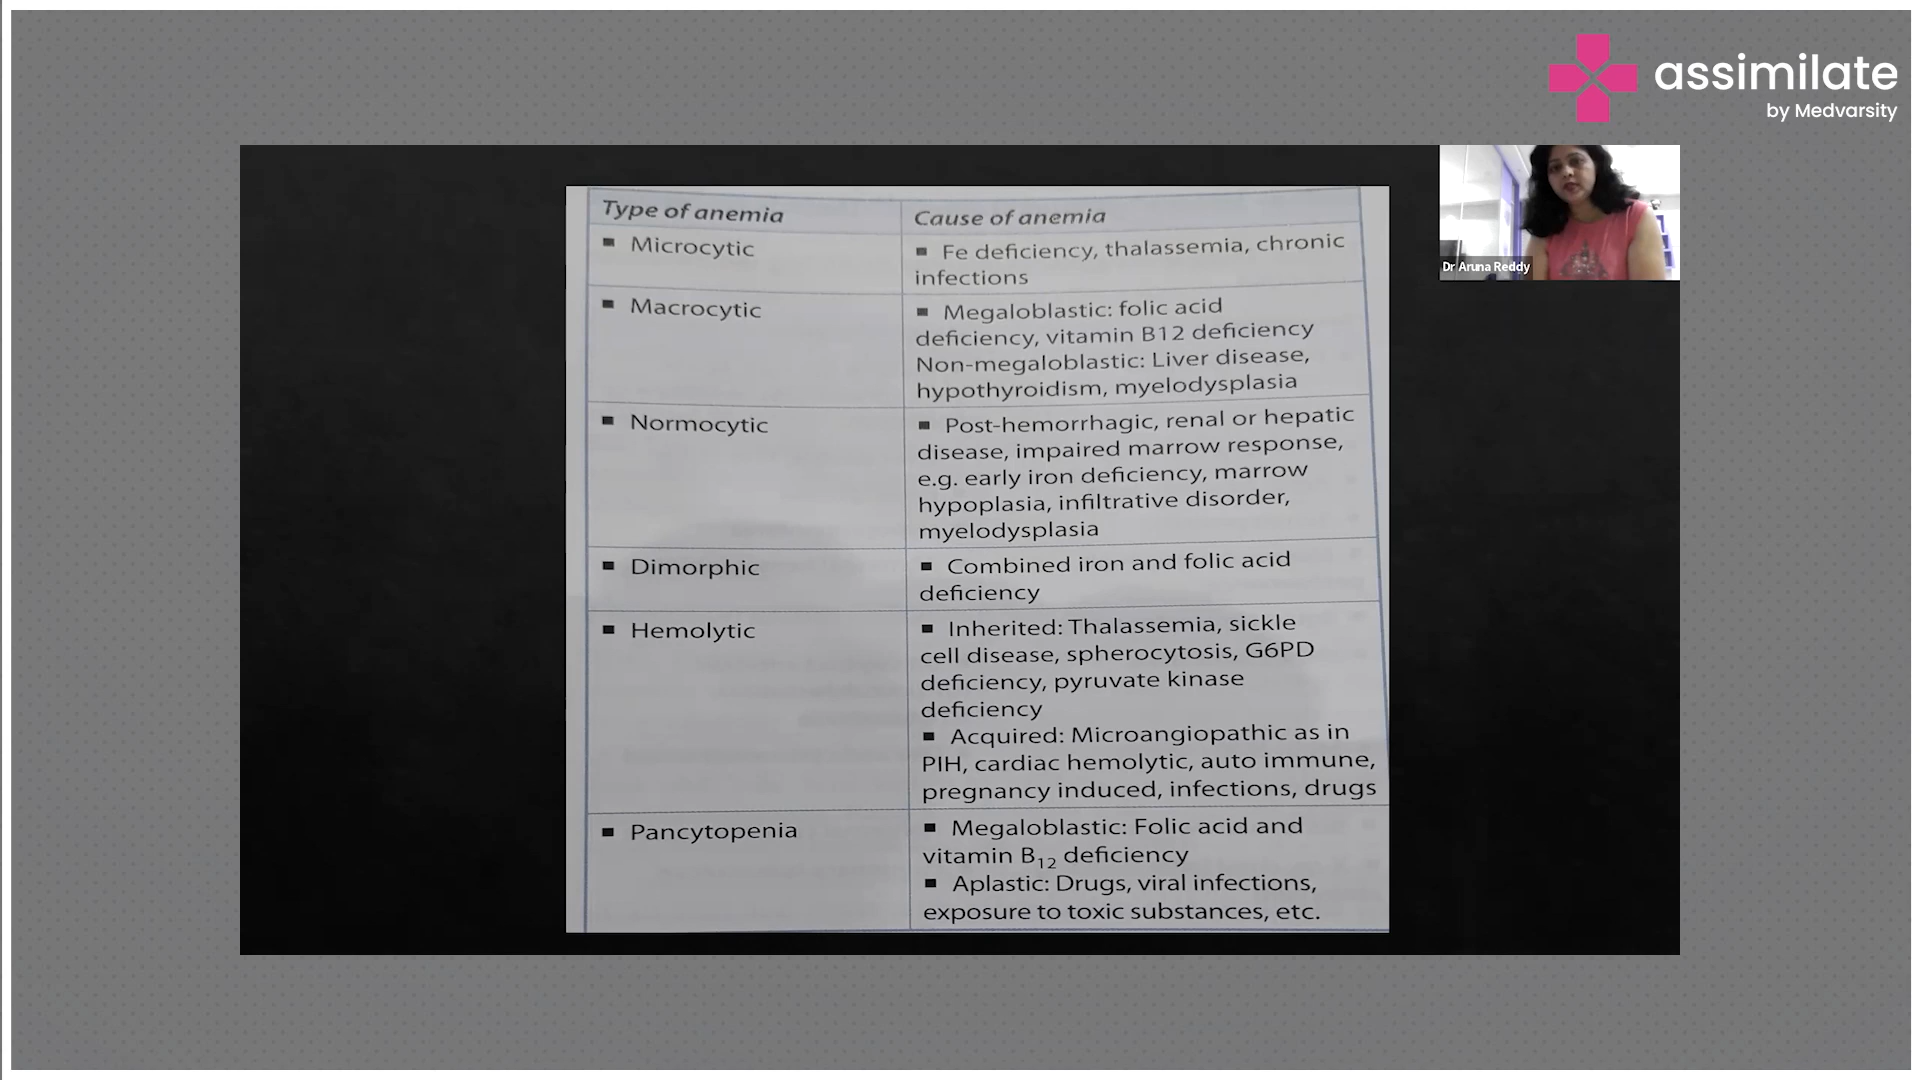 assimilate
by Medvarsity
Dr Aruna Reddy
Type of anemia
Cause of anemia
▪ Microcytic
▪ Fe deficiency, thalassemia, chronic
infections
▪ Macrocytic
▪ Megaloblastic: folic acid
deficiency, vitamin B12 deficiency
Non-megaloblastic: Liver disease,
hypothyroidism, myelodysplasia
▪ Normocytic
▪ Post-hemorrhagic, renal or hepatic
disease, impaired marrow response,
e.g. early iron deficiency, marrow
hypoplasia, infiltrative disorder,
myelodysplasia
▪ Dimorphic
▪ Combined iron and folic acid
deficiency
▪ Hemolytic
▪ Inherited: Thalassemia, sickle
cell disease, spherocytosis, G6PD
deficiency, pyruvate kinase
deficiency
▪ Acquired: Microangiopathic as in
PIH, cardiac hemolytic, auto immune,
pregnancy induced, infections, drugs
▪ Pancytopenia
▪ Megaloblastic: Folic acid and
vitamin B₁₂ deficiency
▪ Aplastic: Drugs, viral infections,
exposure to toxic substances, etc.